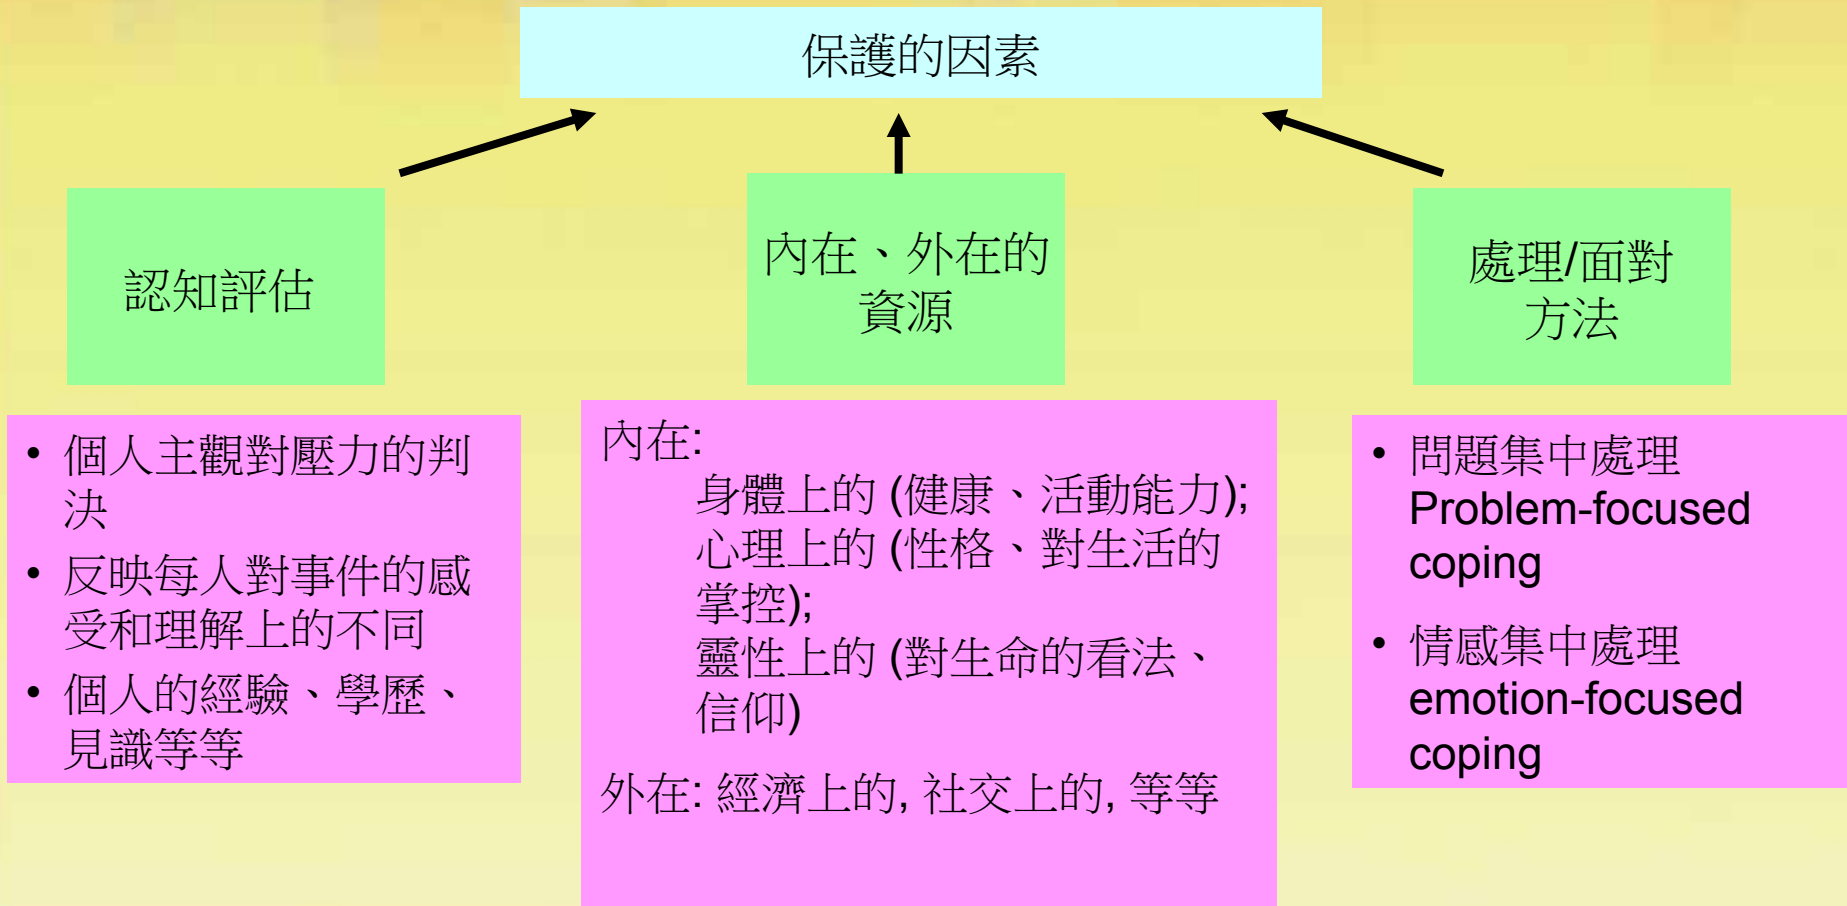 保護的因素
認知評估
內在、外在的
資源
處理/面對
方法
• 個人主觀對壓力的判
決
• 反映每人對事件的感
受和理解上的不同
• 個人的經驗、學歷、
見識等等
內在:
身體上的 (健康、活動能力);
心理上的 (性格、對生活的
掌控);
靈性上的 (對生命的看法、
信仰)
外在: 經濟上的, 社交上的, 等等
• 問題集中處理
Problem-focused
coping
• 情感集中處理
emotion-focused
coping